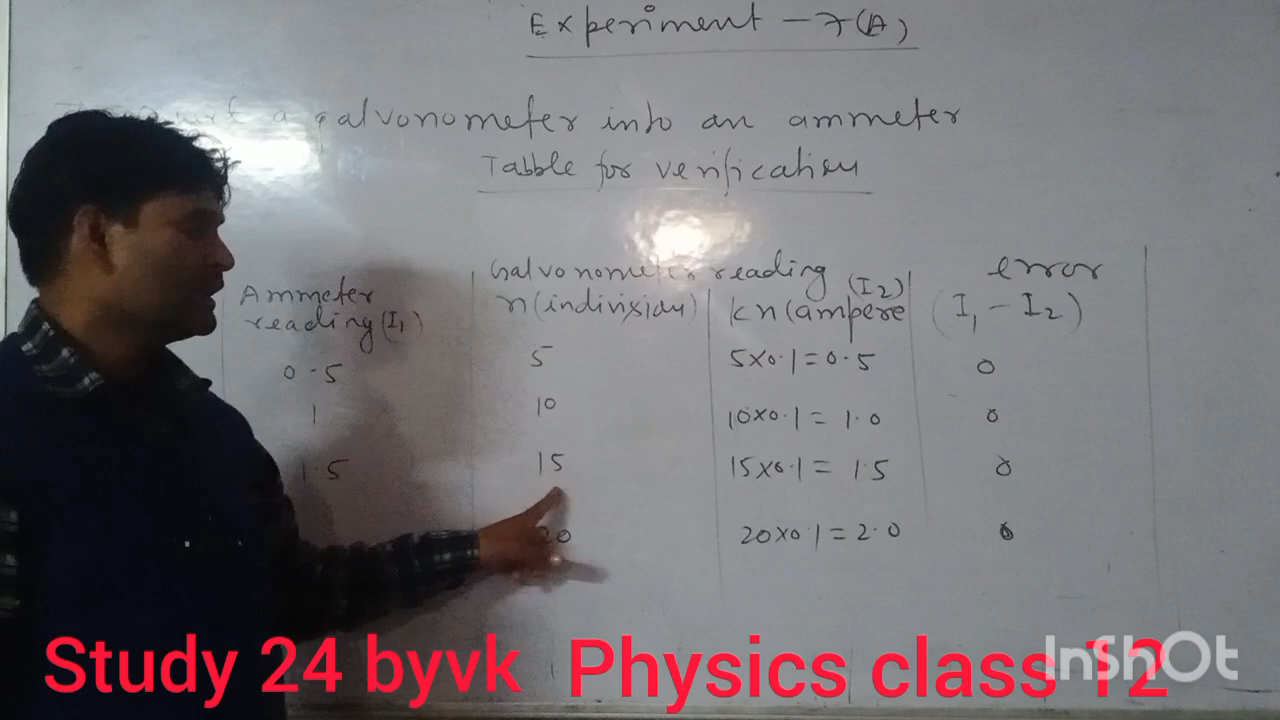 Experiment - 7(A)
a galvonometer into an ammeter
Tabble for verification
Ammeter reading (I1) Galvonometer reading (I2) error
n (in divisian) kn (ampere (I1 - I2)
0.5 5 5x0.1=0.5 0
1 10 10x0.1= 1.0 0
1.5 15 15x0.1= 1.5 0
20 20x0.1=2.0 0
Study 24 byvk Physics class 12
InShOt